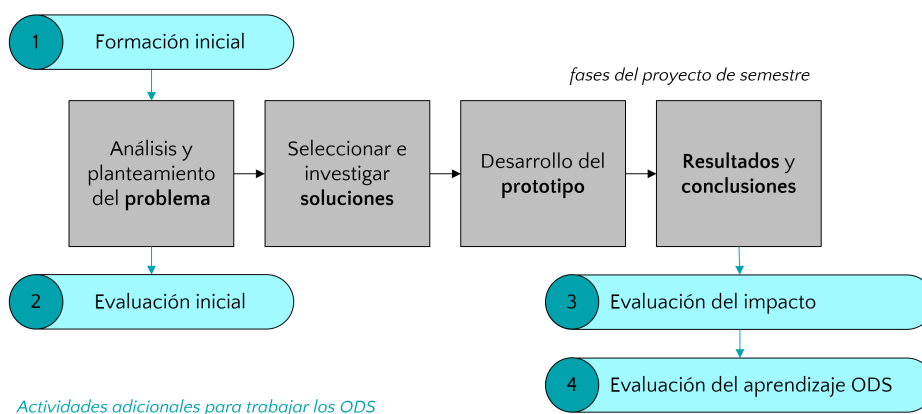 1 Formación inicial
fases del proyecto de semestre
Análisis y
planteamiento
del problema
Seleccionar e
investigar
soluciones
Desarrollo del
prototipo
Resultados y
conclusiones
2 Evaluación inicial
3 Evaluación del impacto
4 Evaluación del aprendizaje ODS
Actividades adicionales para trabajar los ODS